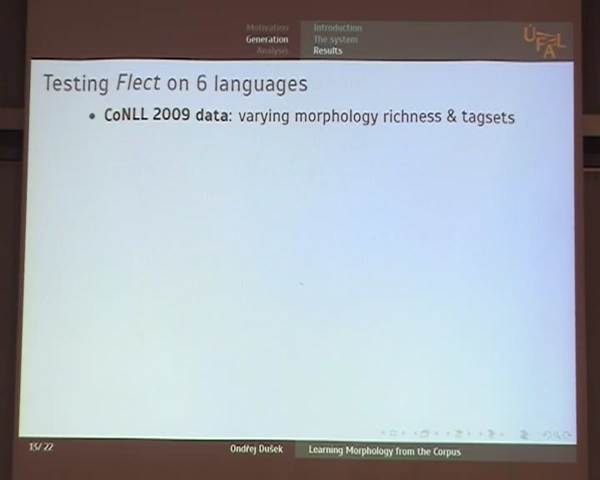 Motivation
Generation
Analysis
Introduction
The system
Results
ÚFAL
Testing Flect on 6 languages
• CoNLL 2009 data: varying morphology richness & tagsets
13/22
Ondřej Dušek
Learning Morphology from the Corpus